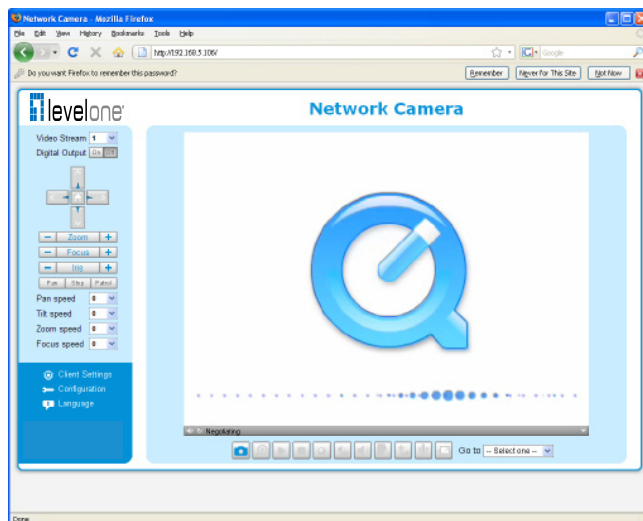 Network Camera - Mozilla Firefox
File Edit View History Bookmarks Tools Help
http://192.168.5.106/
Google
Do you want Firefox to remember this password?
Remember Never for This Site Not Now
levelone
Network Camera
Video Stream 1
Digital Output On Off
Zoom
Focus
Iris
Pan Stop Patrol
Pan speed 0
Tilt speed 0
Zoom speed 0
Focus speed 0
Client Settings
Configuration
Language
Negotiating
Go to -- Select one --
Done